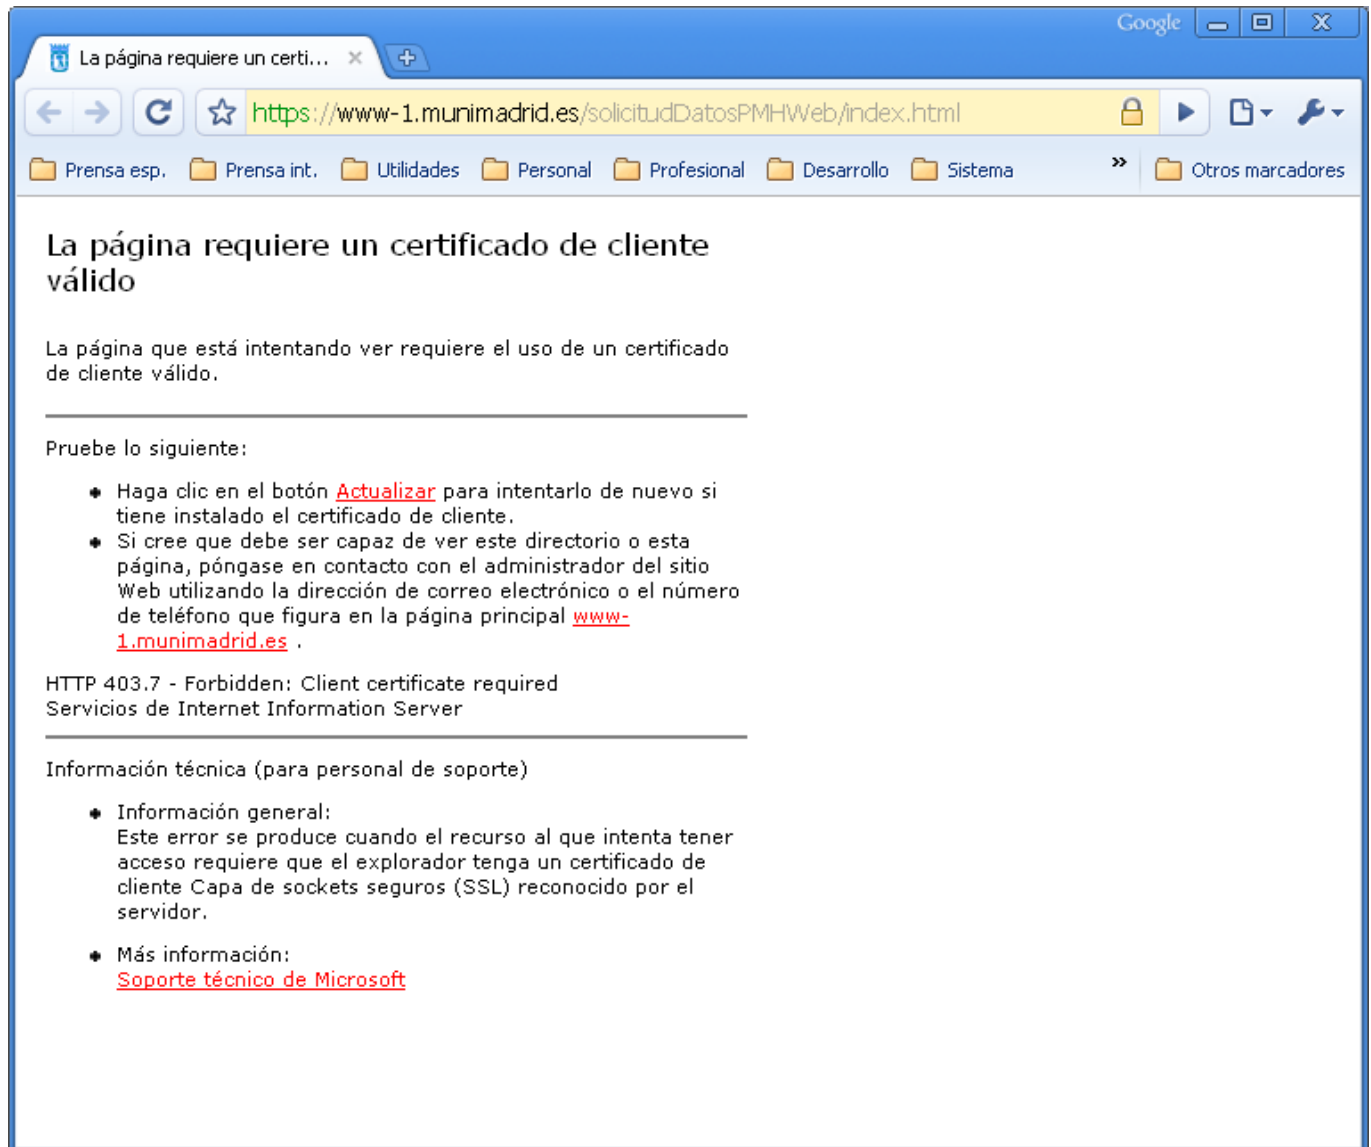 Google
La página requiere un certi...
https://www-1.munimadrid.es/solicitudDatosPMHWeb/index.html
Prensa esp. Prensa int. Utilidades Personal Profesional Desarrollo Sistema » Otros marcadores
La página requiere un certificado de cliente
válido
La página que está intentando ver requiere el uso de un certificado
de cliente válido.
Pruebe lo siguiente:
Haga clic en el botón Actualizar para intentarlo de nuevo si
tiene instalado el certificado de cliente.
Si cree que debe ser capaz de ver este directorio o esta
página, póngase en contacto con el administrador del sitio
Web utilizando la dirección de correo electrónico o el número
de teléfono que figura en la página principal www-
1.munimadrid.es .
HTTP 403.7 - Forbidden: Client certificate required
Servicios de Internet Information Server
Información técnica (para personal de soporte)
Información general:
Este error se produce cuando el recurso al que intenta tener
acceso requiere que el explorador tenga un certificado de
cliente Capa de sockets seguros (SSL) reconocido por el
servidor.
Más información:
Soporte técnico de Microsoft